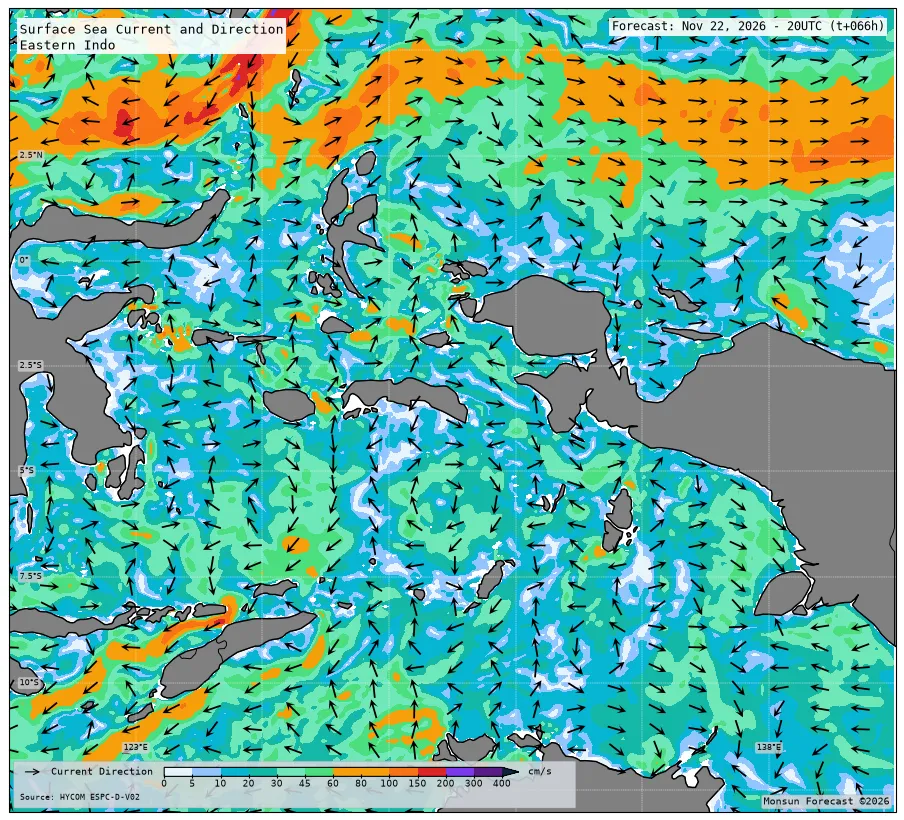 Surface Sea Current and Direction
Eastern Indo
Forecast: Nov 22, 2026 - 20UTC (t+066h)
2.5°N
0°
2.5°S
5°S
7.5°S
10°S
123°E
138°E
Current Direction
0 5 10 20 30 45 60 80 100 150 200 300 400 cm/s
Source: HYCOM ESPC-D-V02
Monsun Forecast ©2026